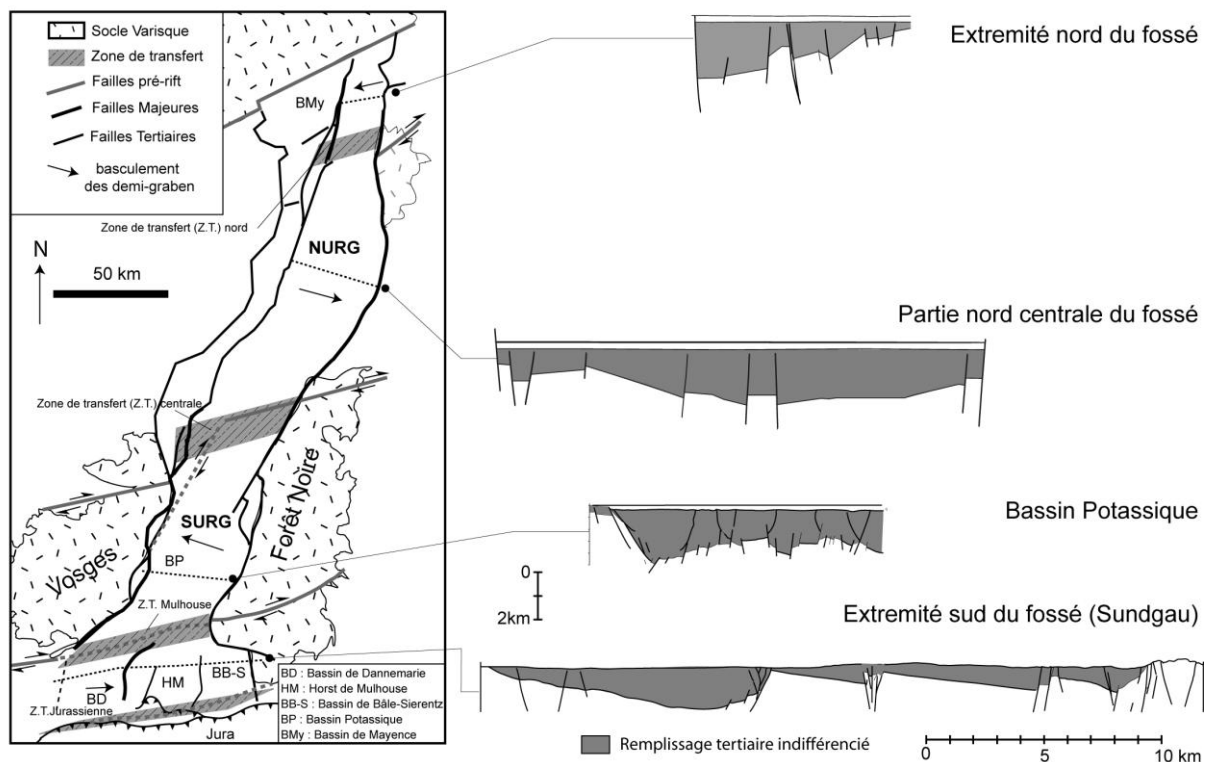 Socle Varisque
Zone de transfert
Failles pré-rift
Failles Majeures
Failles Tertiaires
basculement
des demi-graben
BMy
Zone de transfert (Z.T.) nord
N
50 km
NURG
Zone de transfert (Z.T.) centrale
SURG
Vosges
Forêt Noire
BP
Z.T. Mulhouse
BD
HM
BB-S
Z.T.Jurassienne
Jura
BD : Bassin de Dannemarie
HM : Horst de Mulhouse
BB-S : Bassin de Bâle-Sierentz
BP : Bassin Potassique
BMy : Bassin de Mayence
Extremité nord du fossé
Partie nord centrale du fossé
Bassin Potassique
0
2km
Extremité sud du fossé (Sundgau)
Remplissage tertiaire indifférencié
0 5 10 km